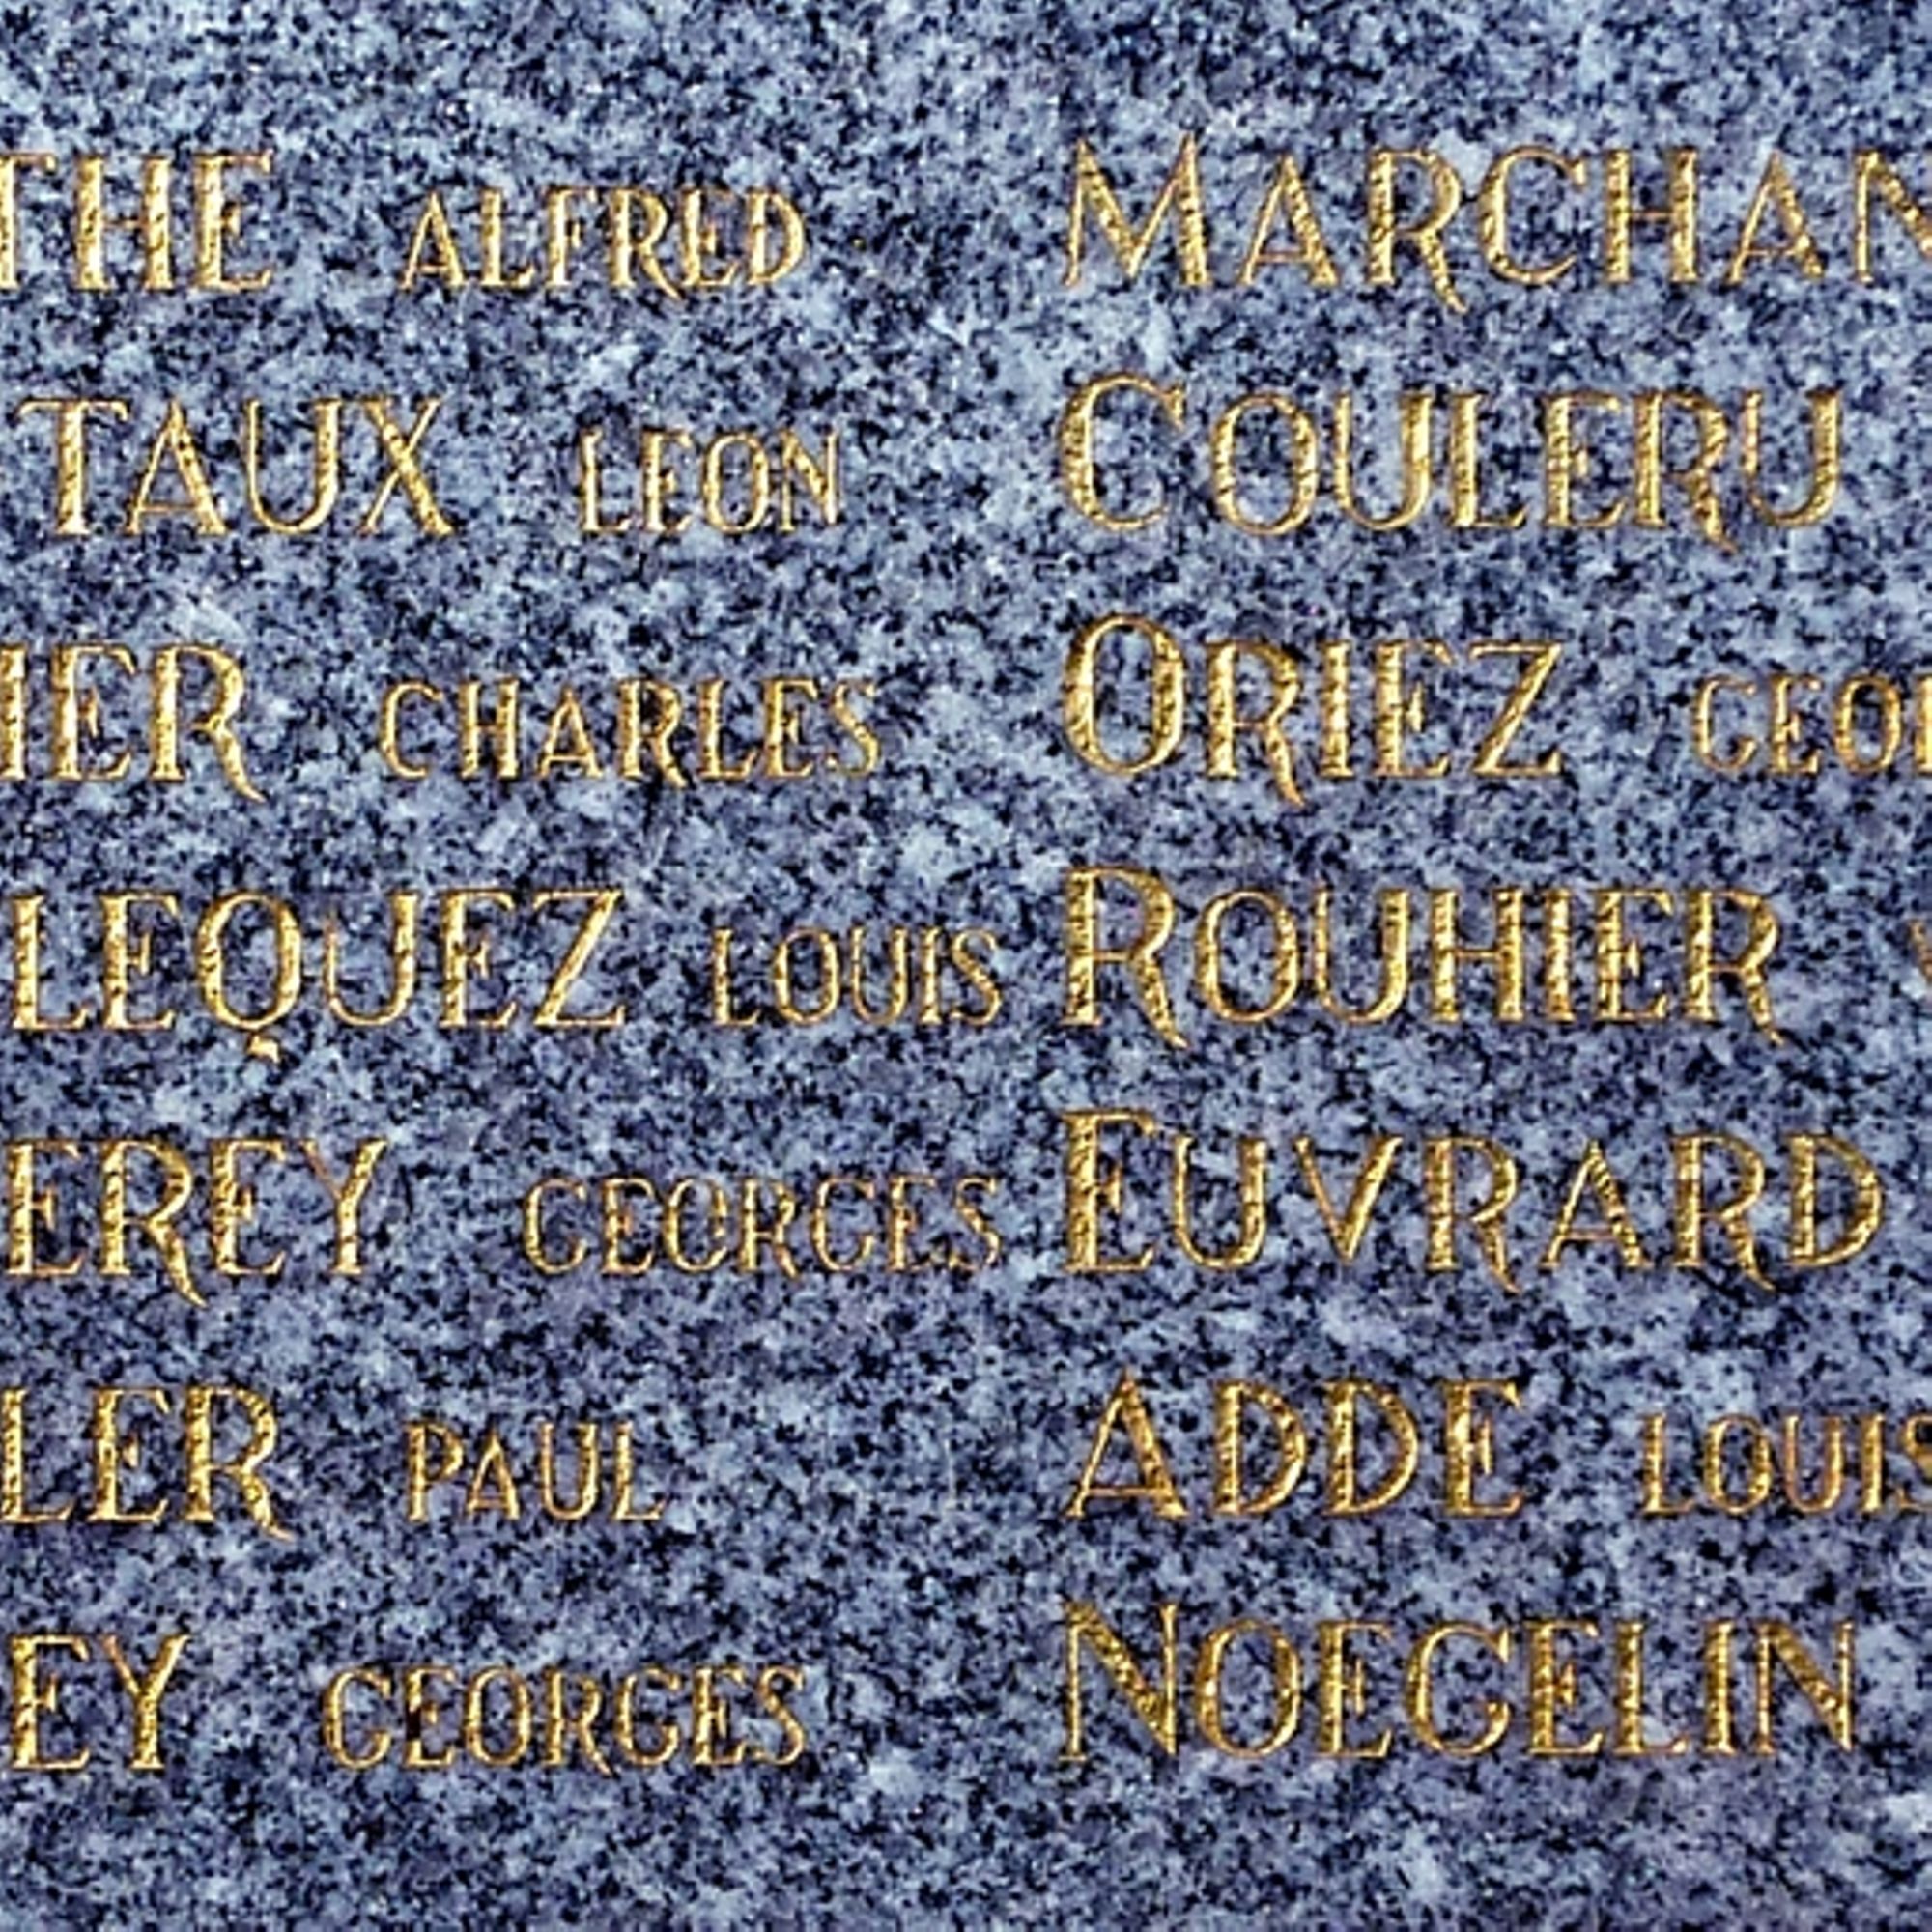 THE ALFRED MARCHAN
TAUX LEON COULERU
IER CHARLES ORIEZ GEO
LEQUEZ LOUIS ROUHIER
EREY GEORGES EUVRARD
LER PAUL ADDE LOUIS
EY GEORGES NOEGELIN